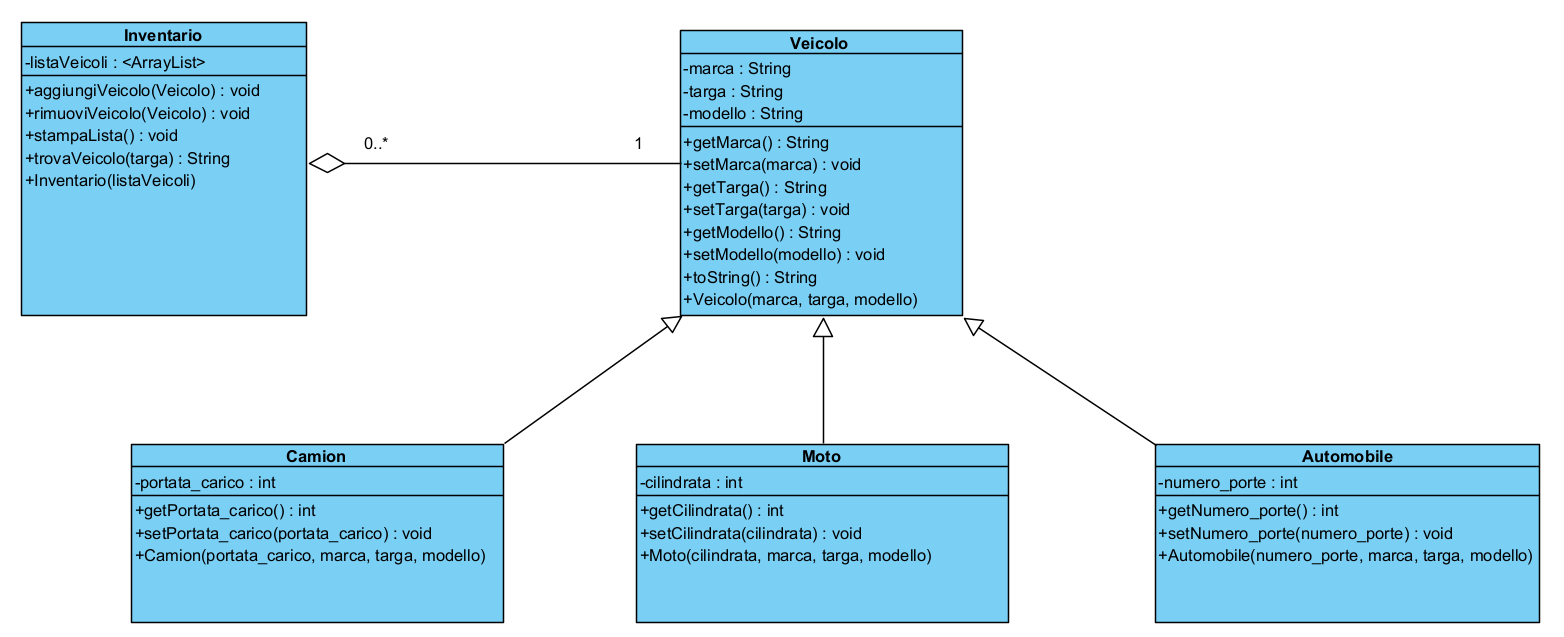 Inventario
-listaVeicoli : <ArrayList>
+aggiungiVeicolo(Veicolo) : void
+rimuoviVeicolo(Veicolo) : void
+stampaLista() : void
+trovaVeicolo(targa) : String
+Inventario(listaVeicoli)
0..*
1
Veicolo
-marca : String
-targa : String
-modello : String
+getMarca() : String
+setMarca(marca) : void
+getTarga() : String
+setTarga(targa) : void
+getModello() : String
+setModello(modello) : void
+toString() : String
+Veicolo(marca, targa, modello)
Camion
-portata_carico : int
+getPortata_carico() : int
+setPortata_carico(portata_carico) : void
+Camion(portata_carico, marca, targa, modello)
Moto
-cilindrata : int
+getCilindrata() : int
+setCilindrata(cilindrata) : void
+Moto(cilindrata, marca, targa, modello)
Automobile
-numero_porte : int
+getNumero_porte() : int
+setNumero_porte(numero_porte) : void
+Automobile(numero_porte, marca, targa, modello)